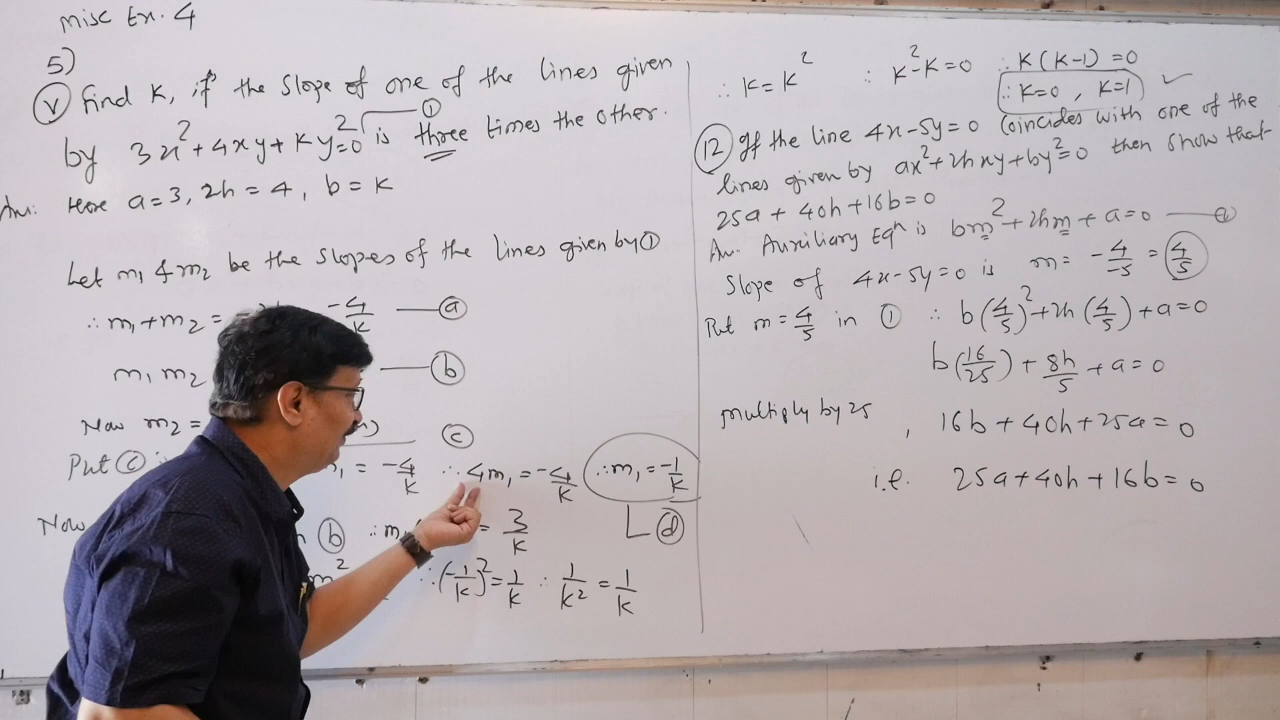 misc Ex. 4
5)
(v) Find K, if the slope of one of the lines given
by 3x²+4xy+Ky²=0 is three times the other. ①
Ans: Here a=3, 2h=4, b=K
Let m₁ & m₂ be the slopes of the lines given by ①
∴ m₁+m₂ = -4/K —ⓐ
m₁ m₂ —ⓑ
Now m₂= ⓒ
Put ⓒ = -4/K ∴ 4m₁ = -4/K ∴ m₁ = -1/K
Now ⓑ ∴ = 3/K ⓓ
m² ∴ (-1/K)² = 1/K ∴ 1/K² = 1/K
∴ K=K² ∴ K²-K=0 ∴ K(K-1)=0
∴ K=0, K=1 ✓
(12) If the line 4x-5y=0 coincides with one of the
lines given by ax²+2hxy+by²=0 then show that
25a+40h+16b=0
An: Auxiliary Eqⁿ is bm²+2hm+a=0
Slope of 4x-5y=0 is m= -4/-5 = 4/5
Put m=4/5 in ① ∴ b(4/5)²+2h(4/5)+a=0
b(16/25)+8h/5+a=0
multiply by 25, 16b+40h+25a=0
i.e. 25a+40h+16b=0